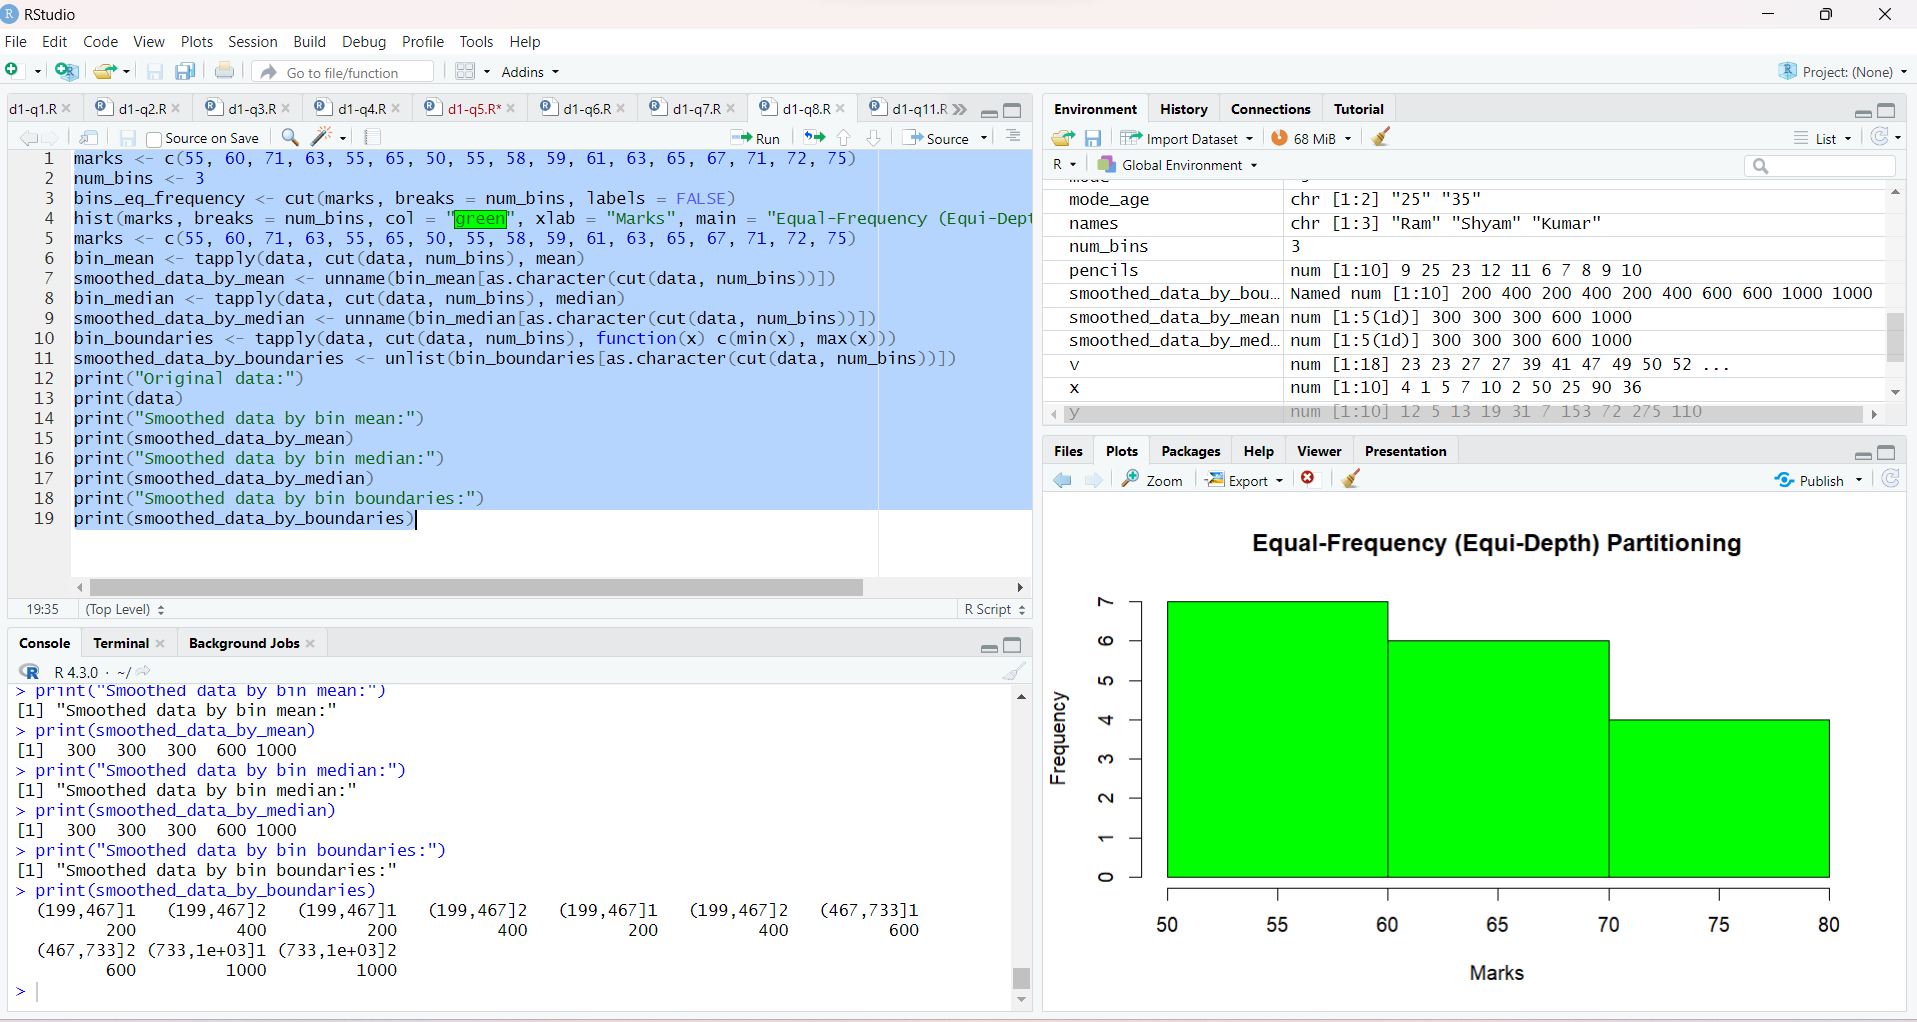 RStudio
File Edit Code View Plots Session Build Debug Profile Tools Help
Go to file/function Addins Project: (None)
d1-q1.R d1-q2.R d1-q3.R d1-q4.R d1-q5.R* d1-q6.R d1-q7.R d1-q8.R d1-q11.R
Source on Save Run Source
1 marks <- c(55, 60, 71, 63, 55, 65, 50, 55, 58, 59, 61, 63, 65, 67, 71, 72, 75)
2 num_bins <- 3
3 bins_eq_frequency <- cut(marks, breaks = num_bins, labels = FALSE)
4 hist(marks, breaks = num_bins, col = "green", xlab = "Marks", main = "Equal-Frequency (Equi-Dept
5 marks <- c(55, 60, 71, 63, 55, 65, 50, 55, 58, 59, 61, 63, 65, 67, 71, 72, 75)
6 bin_mean <- tapply(data, cut(data, num_bins), mean)
7 smoothed_data_by_mean <- unname(bin_mean[as.character(cut(data, num_bins))])
8 bin_median <- tapply(data, cut(data, num_bins), median)
9 smoothed_data_by_median <- unname(bin_median[as.character(cut(data, num_bins))])
10 bin_boundaries <- tapply(data, cut(data, num_bins), function(x) c(min(x), max(x)))
11 smoothed_data_by_boundaries <- unlist(bin_boundaries[as.character(cut(data, num_bins))])
12 print("Original data:")
13 print(data)
14 print("Smoothed data by bin mean:")
15 print(smoothed_data_by_mean)
16 print("Smoothed data by bin median:")
17 print(smoothed_data_by_median)
18 print("Smoothed data by bin boundaries:")
19 print(smoothed_data_by_boundaries)
19:35 (Top Level) R Script
Console Terminal Background Jobs
R 4.3.0 · ~/
> print("Smoothed data by bin mean:")
[1] "Smoothed data by bin mean:"
> print(smoothed_data_by_mean)
[1] 300 300 300 600 1000
> print("Smoothed data by bin median:")
[1] "Smoothed data by bin median:"
> print(smoothed_data_by_median)
[1] 300 300 300 600 1000
> print("Smoothed data by bin boundaries:")
[1] "Smoothed data by bin boundaries:"
> print(smoothed_data_by_boundaries)
(199,467]1 (199,467]2 (199,467]1 (199,467]2 (199,467]1 (199,467]2 (467,733]1
200 400 200 400 200 400 600
(467,733]2 (733,1e+03]1 (733,1e+03]2
600 1000 1000
>
Environment History Connections Tutorial
Import Dataset 68 MiB List
R Global Environment
mode_age chr [1:2] "25" "35"
names chr [1:3] "Ram" "Shyam" "Kumar"
num_bins 3
pencils num [1:10] 9 25 23 12 11 6 7 8 9 10
smoothed_data_by_bou… Named num [1:10] 200 400 200 400 200 400 600 600 1000 1000
smoothed_data_by_mean num [1:5(1d)] 300 300 300 600 1000
smoothed_data_by_med… num [1:5(1d)] 300 300 300 600 1000
v num [1:18] 23 23 27 27 39 41 47 49 50 52 ...
x num [1:10] 4 1 5 7 10 2 50 25 90 36
y num [1:10] 12 5 13 19 31 7 153 72 275 110
Files Plots Packages Help Viewer Presentation
Zoom Export Publish
Equal-Frequency (Equi-Depth) Partitioning
7
6
5
4
3
2
1
0
Frequency
50 55 60 65 70 75 80
Marks